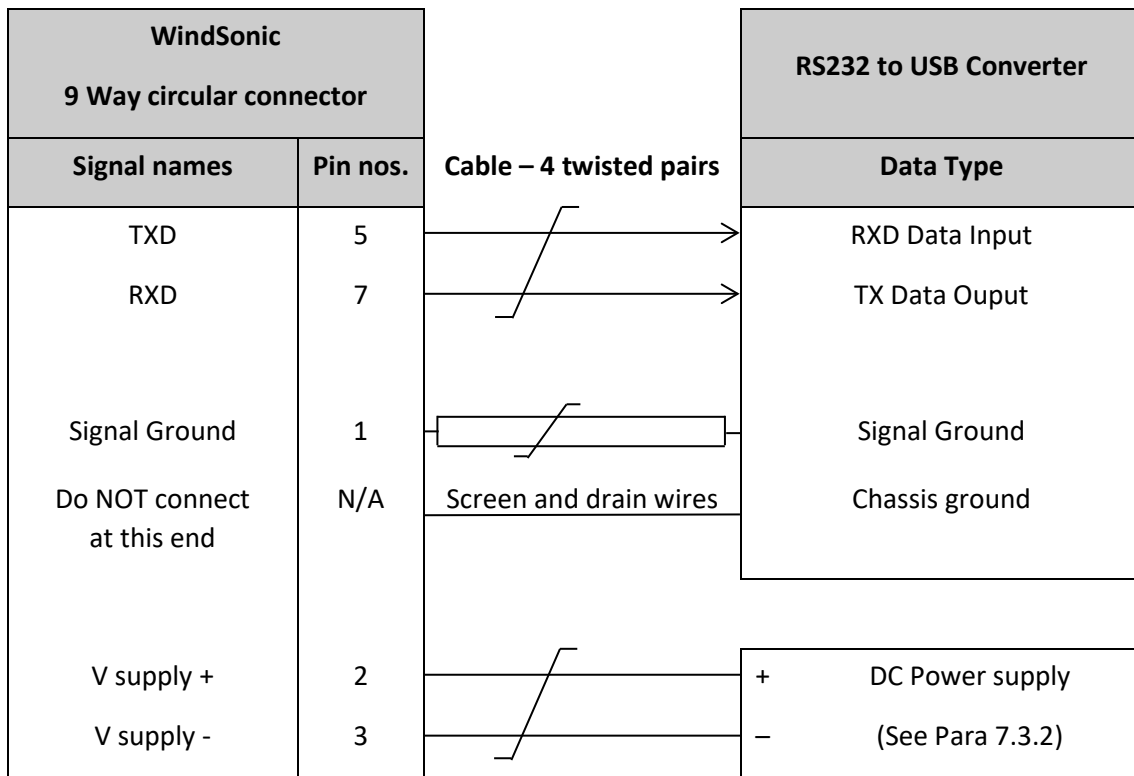 WindSonic
9 Way circular connector
RS232 to USB Converter
Signal names Pin nos. Cable – 4 twisted pairs Data Type
TXD 5 RXD Data Input
RXD 7 TX Data Ouput
Signal Ground 1 Signal Ground
Do NOT connect N/A Screen and drain wires Chassis ground
at this end
V supply + 2 + DC Power supply
V supply - 3 – (See Para 7.3.2)